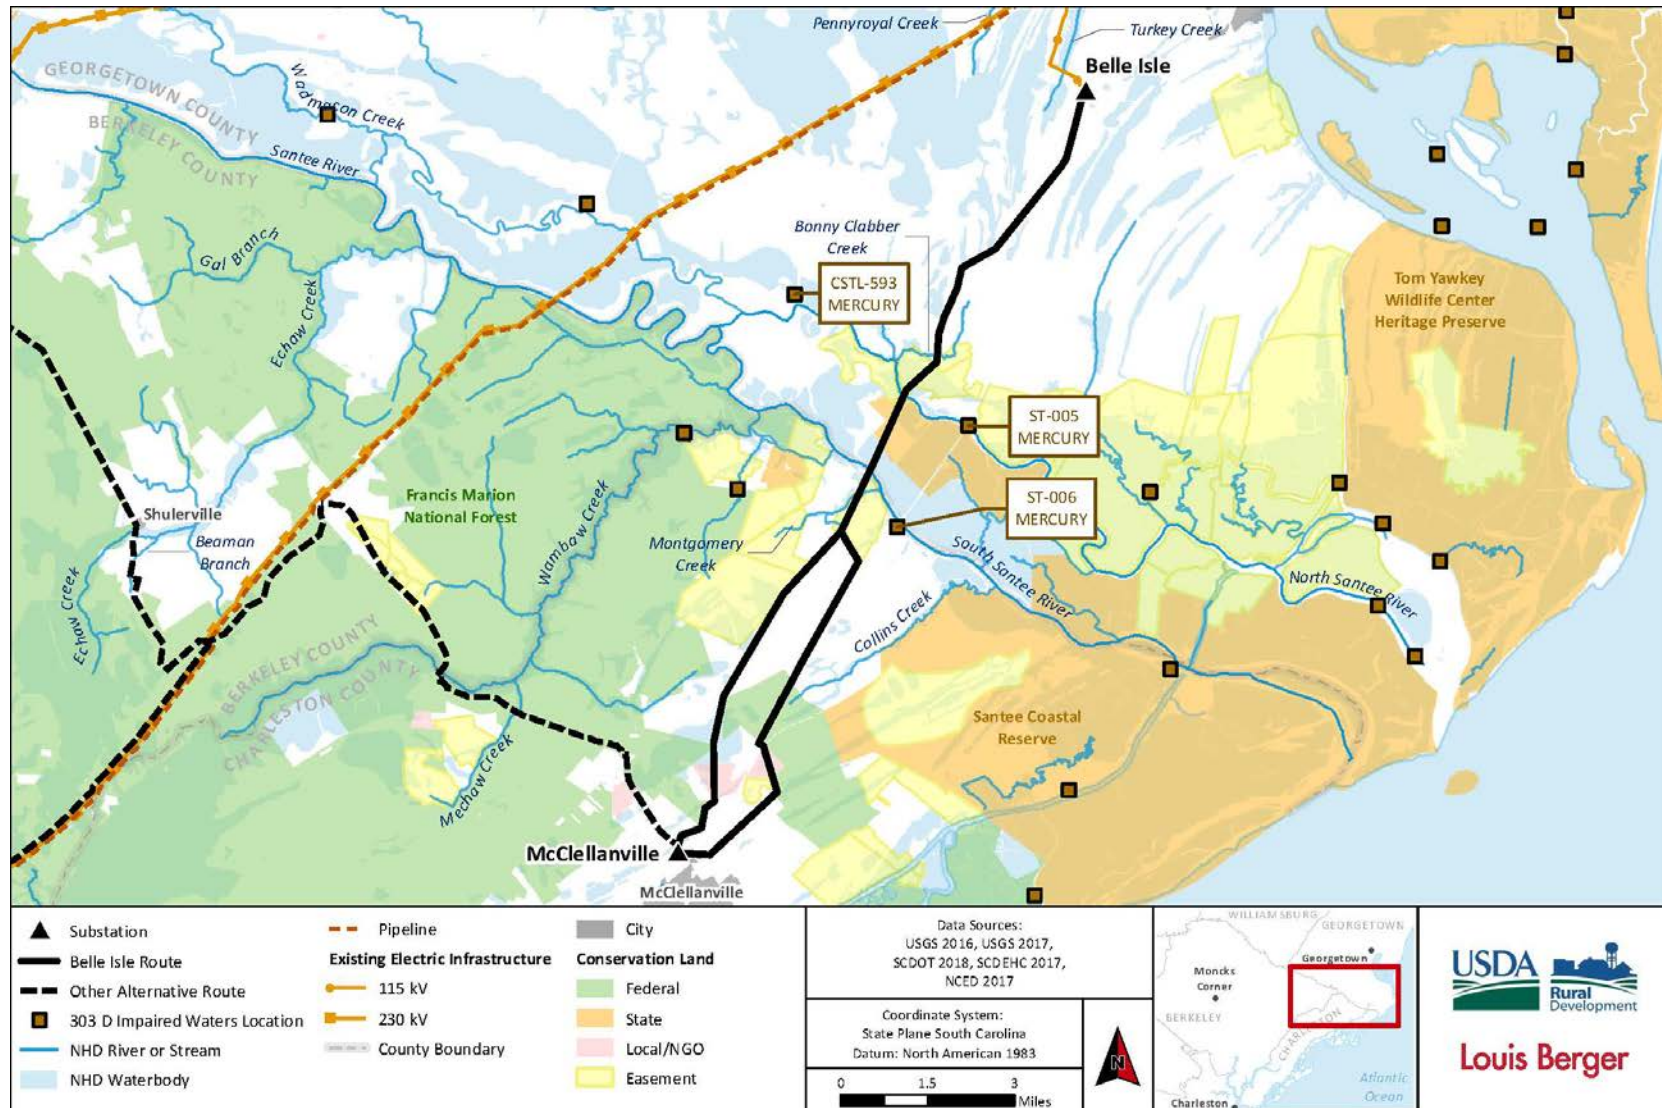 Pennyroyal Creek
Turkey Creek
Belle Isle
GEORGETOWN COUNTY
BERKELEY COUNTY
Wadmacon Creek
Santee River
Bonny Clabber
Creek
Gal Branch
CSTL-593
MERCURY
Tom Yawkey
Wildlife Center
Heritage Preserve
Echaw Creek
ST-005
MERCURY
Francis Marion
National Forest
ST-006
MERCURY
Shulerville
Beaman
Branch
Wambaw Creek
Montgomery
Creek
South Santee River
North Santee River
Echaw Creek
Collins Creek
BERKELEY COUNTY
CHARLESTON COUNTY
Santee Coastal
Reserve
Mechaw Creek
McClellanville
McClellanville
Substation
Belle Isle Route
Other Alternative Route
303 D Impaired Waters Location
NHD River or Stream
NHD Waterbody
Pipeline
Existing Electric Infrastructure
115 kV
230 kV
County Boundary
City
Conservation Land
Federal
State
Local/NGO
Easement
Data Sources:
USGS 2016, USGS 2017,
SCDOT 2018, SCDEHC 2017,
NCED 2017
Coordinate System:
State Plane South Carolina
Datum: North American 1983
0 1.5 3
Miles
N
WILLIAMSBURG
GEORGETOWN
Georgetown
Moncks
Corner
BERKELEY
CHARLESTON
Atlantic
Ocean
Charleston
USDA
Rural
Development
Louis Berger